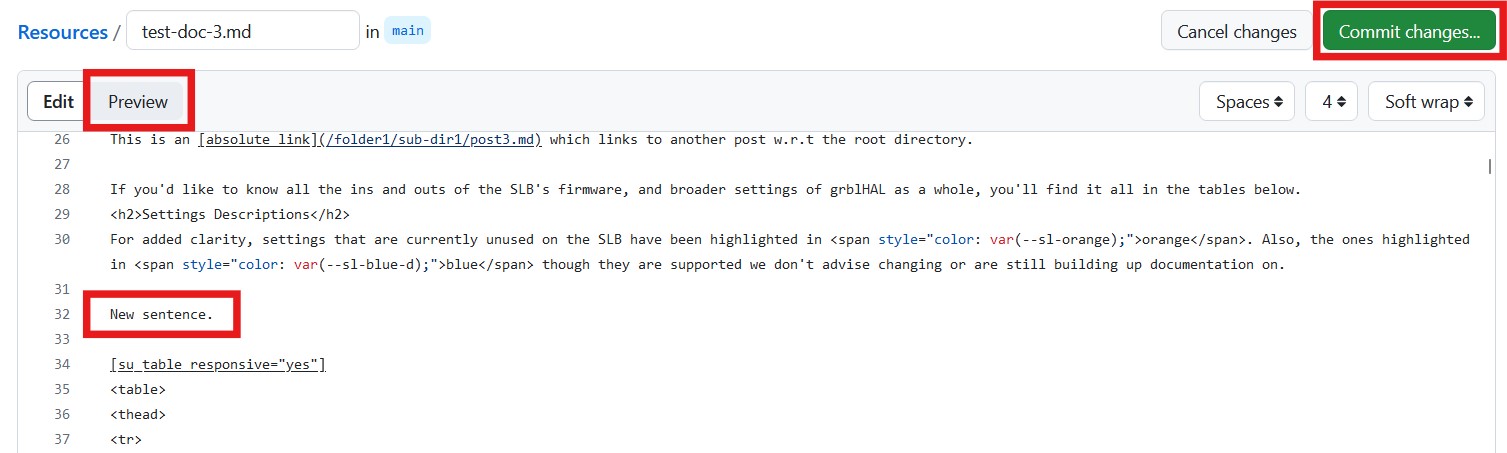 Resources / test-doc-3.md in main Cancel changes Commit changes...
Edit Preview Spaces 4 Soft wrap
26 This is an [absolute link](/folder1/sub-dir1/post3.md) which links to another post w.r.t the root directory.
27
28 If you'd like to know all the ins and outs of the SLB's firmware, and broader settings of grblHAL as a whole, you'll find it all in the tables below.
29 <h2>Settings Descriptions</h2>
30 For added clarity, settings that are currently unused on the SLB have been highlighted in <span style="color: var(--sl-orange);">orange</span>. Also, the ones highlighted
in <span style="color: var(--sl-blue-d);">blue</span> though they are supported we don't advise changing or are still building up documentation on.
31
32 New sentence.
33
34 [su_table responsive="yes"]
35 <table>
36 <thead>
37 <tr>